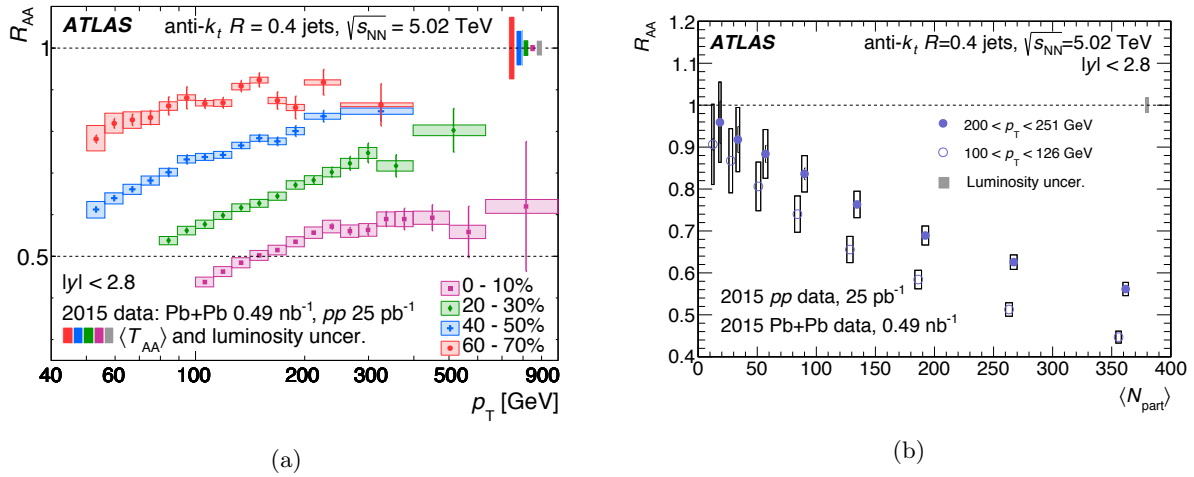 R_AA
ATLAS anti-k_t R = 0.4 jets, √s_NN = 5.02 TeV
1
0.5
|y| < 2.8
2015 data: Pb+Pb 0.49 nb⁻¹, pp 25 pb⁻¹
⟨T_AA⟩ and luminosity uncer.
0 - 10%
20 - 30%
40 - 50%
60 - 70%
40 100 200 300 500 900
p_T [GeV]
(a)
R_AA
ATLAS anti-k_t R=0.4 jets, √s_NN=5.02 TeV
|y| < 2.8
1.2
1.1
1
0.9
0.8
0.7
0.6
0.5
0.4
200 < p_T < 251 GeV
100 < p_T < 126 GeV
Luminosity uncer.
2015 pp data, 25 pb⁻¹
2015 Pb+Pb data, 0.49 nb⁻¹
0 50 100 150 200 250 300 350 400
⟨N_part⟩
(b)